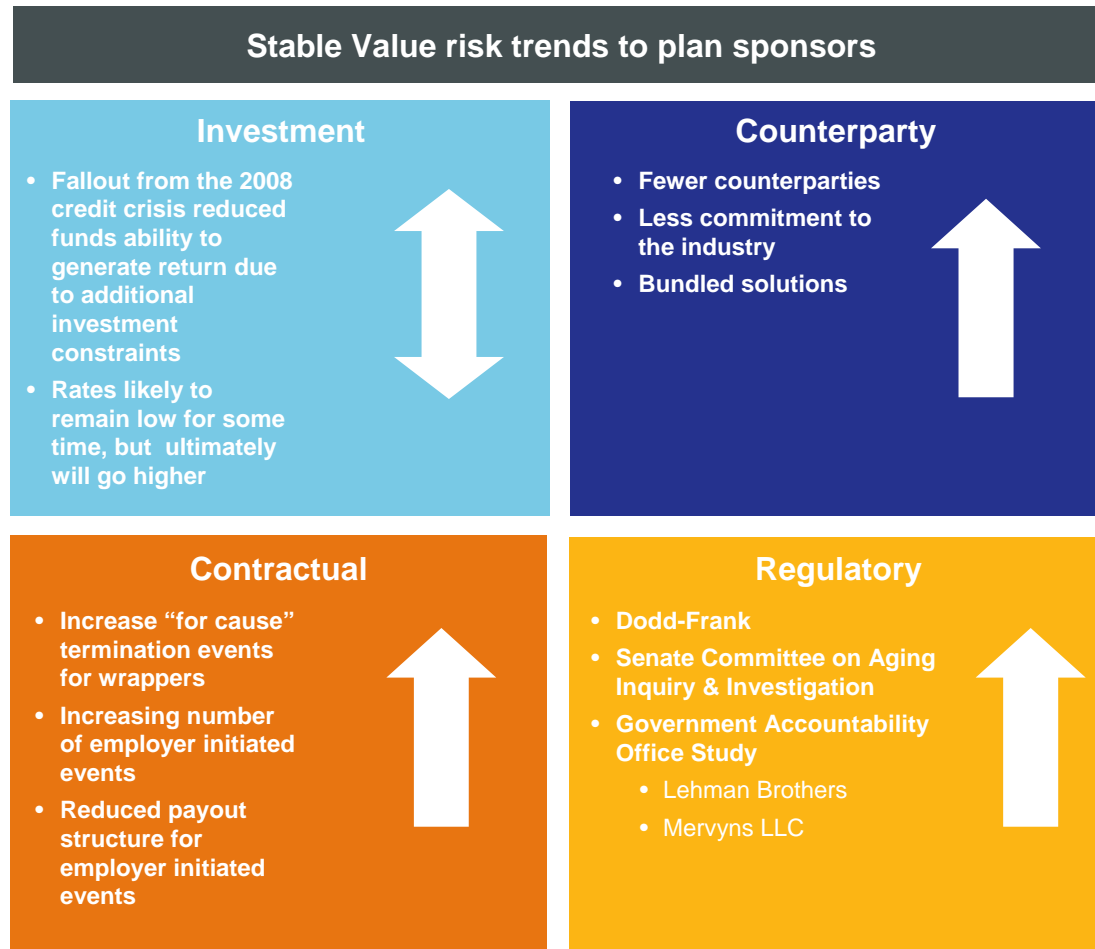 Stable Value risk trends to plan sponsors
Investment
• Fallout from the 2008
credit crisis reduced
funds ability to
generate return due
to additional
investment
constraints
• Rates likely to
remain low for some
time, but ultimately
will go higher
Counterparty
• Fewer counterparties
• Less commitment to
the industry
• Bundled solutions
Contractual
• Increase “for cause”
termination events
for wrappers
• Increasing number
of employer initiated
events
• Reduced payout
structure for
employer initiated
events
Regulatory
• Dodd-Frank
• Senate Committee on Aging
Inquiry & Investigation
• Government Accountability
Office Study
• Lehman Brothers
• Mervyns LLC